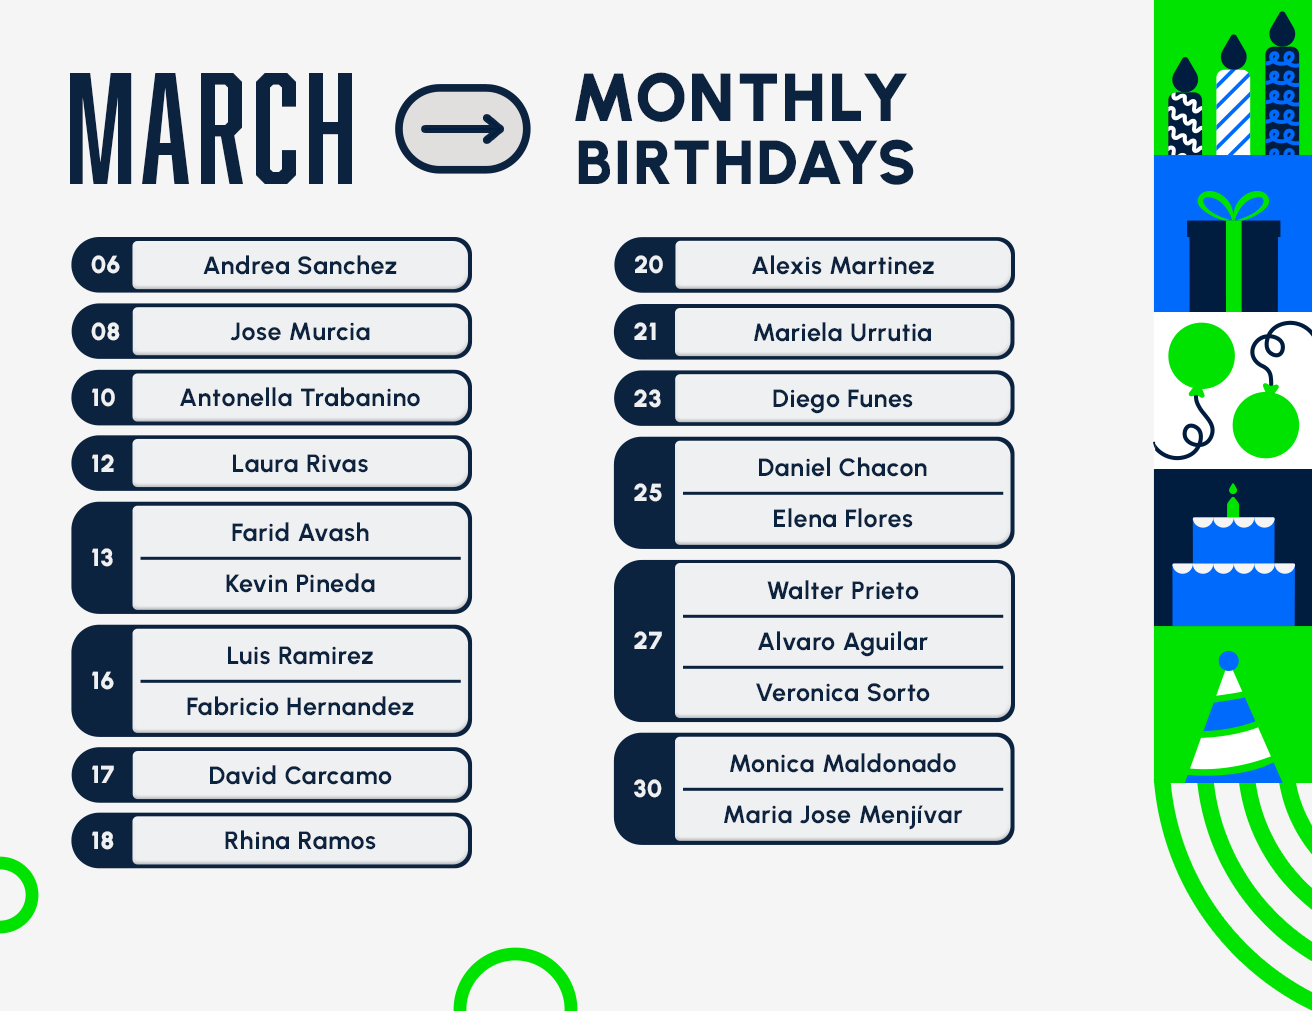 MARCH
MONTHLY
BIRTHDAYS
06 Andrea Sanchez
08 Jose Murcia
10 Antonella Trabanino
12 Laura Rivas
13 Farid Avash
Kevin Pineda
16 Luis Ramirez
Fabricio Hernandez
17 David Carcamo
18 Rhina Ramos
20 Alexis Martinez
21 Mariela Urrutia
23 Diego Funes
25 Daniel Chacon
Elena Flores
27 Walter Prieto
Alvaro Aguilar
Veronica Sorto
30 Monica Maldonado
Maria Jose Menjívar